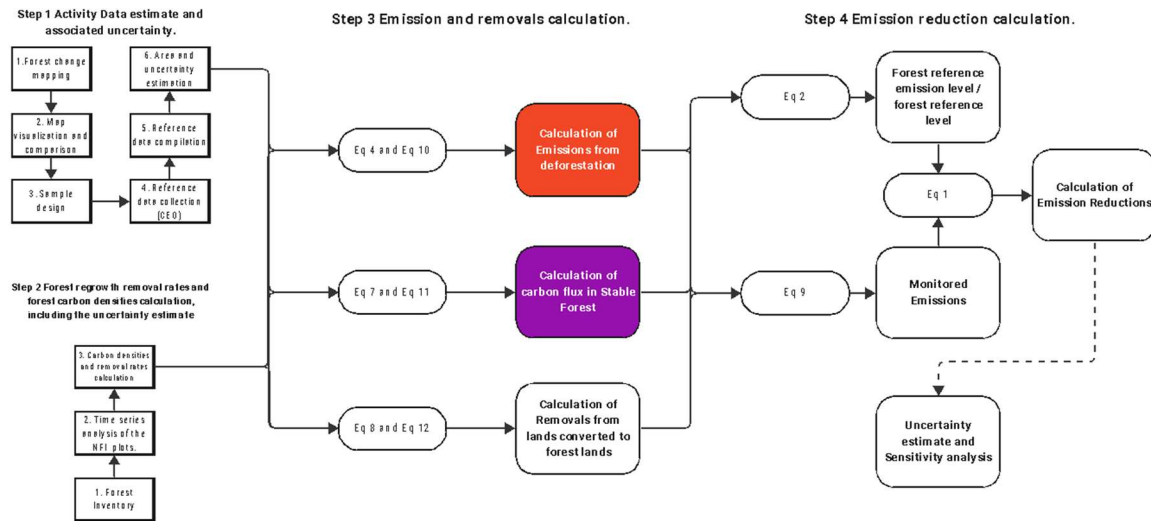 Step 1 Activity Data estimate and
associated uncertainty.
1. Forest change
mapping
2. Map
visualization and
comparison
3. Sample
design
4. Reference
data collection
(CEO)
5. Reference
data compilation
6. Area and
uncertainty
estimation
Step 2 Forest regrowth removal rates and
forest carbon densities calculation,
including the uncertainty estimate
3. Carbon densities
and removal rates
calculation
2. Time series
analysis of the
NFI plots.
1. Forest
Inventory
Step 3 Emission and removals calculation.
Eq 4 and Eq 10
Calculation of
Emissions from
deforestation
Eq 7 and Eq 11
Calculation of
carbon flux in Stable
Forest
Eq 8 and Eq 12
Calculation of
Removals from
lands converted to
forest lands
Step 4 Emission reduction calculation.
Eq 2
Forest reference
emission level /
forest reference
level
Eq 1
Calculation of
Emission Reductions
Eq 9
Monitored
Emissions
Uncertainty
estimate and
Sensitivity analysis